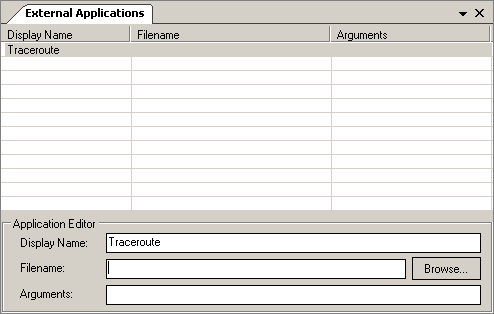 External Applications
Display Name Filename Arguments
Traceroute
Application Editor
Display Name: Traceroute
Filename: Browse...
Arguments: